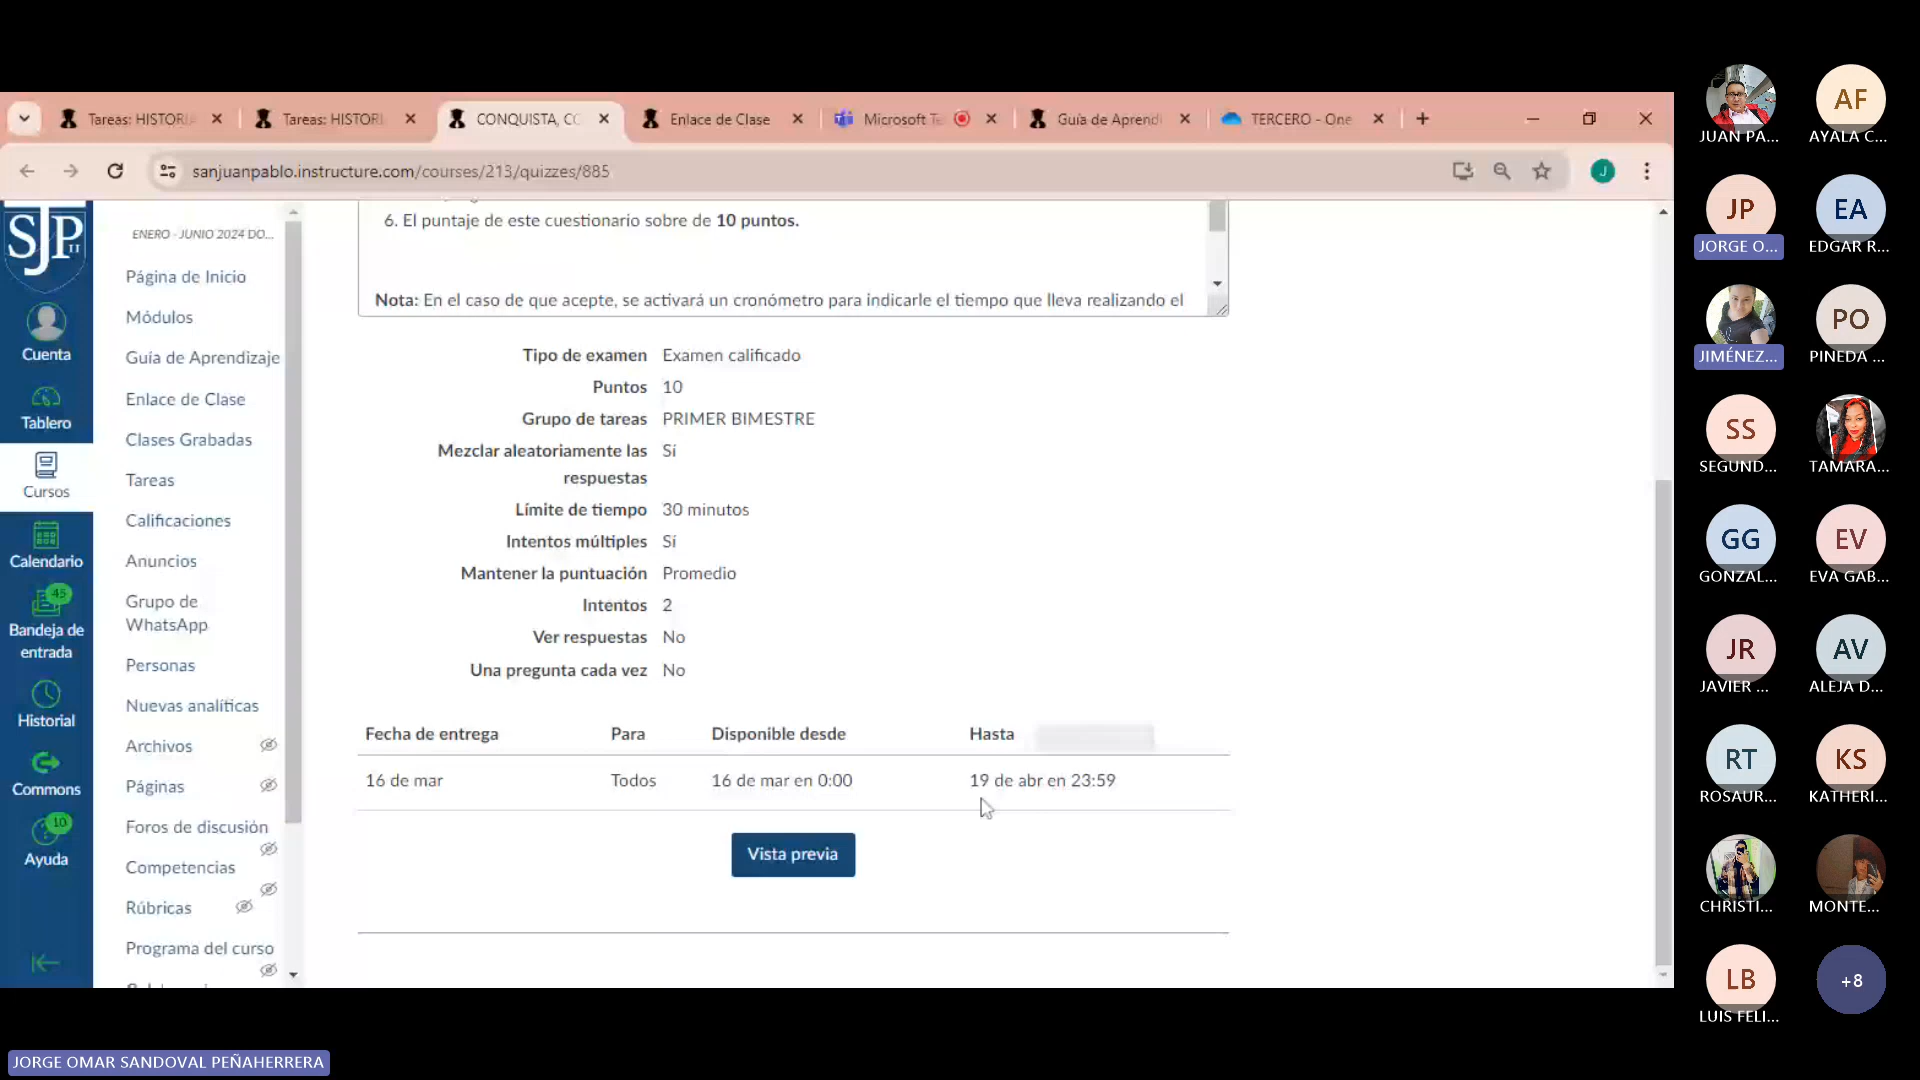 Tareas: HISTORIA
Tareas: HISTORI
CONQUISTA, CO
Enlace de Clase
Microsoft Te
Guía de Aprendi
TERCERO - One
sanjuanpablo.instructure.com/courses/213/quizzes/885
J
SJP II
Cuenta
Tablero
Cursos
Calendario
45
Bandeja de
entrada
Historial
Commons
10
Ayuda
ENERO - JUNIO 2024 DO...
Página de Inicio
Módulos
Guía de Aprendizaje
Enlace de Clase
Clases Grabadas
Tareas
Calificaciones
Anuncios
Grupo de
WhatsApp
Personas
Nuevas analíticas
Archivos
Páginas
Foros de discusión
Competencias
Rúbricas
Programa del curso
6. El puntaje de este cuestionario sobre de 10 puntos.
Nota: En el caso de que acepte, se activará un cronómetro para indicarle el tiempo que lleva realizando el
Tipo de examen Examen calificado
Puntos 10
Grupo de tareas PRIMER BIMESTRE
Mezclar aleatoriamente las Sí
respuestas
Límite de tiempo 30 minutos
Intentos múltiples Sí
Mantener la puntuación Promedio
Intentos 2
Ver respuestas No
Una pregunta cada vez No
Fecha de entrega Para Disponible desde Hasta
16 de mar Todos 16 de mar en 0:00 19 de abr en 23:59
Vista previa
JUAN PA...
AF
AYALA C...
JP
JORGE O...
EA
EDGAR R...
JIMÉNEZ...
PO
PINEDA ...
SS
SEGUND...
TAMARA...
GG
GONZAL...
EV
EVA GAB...
JR
JAVIER ...
AV
ALEJA D...
RT
ROSAUR...
KS
KATHERI...
CHRISTI...
MONTE...
LB
LUIS FELI...
+8
JORGE OMAR SANDOVAL PEÑAHERRERA